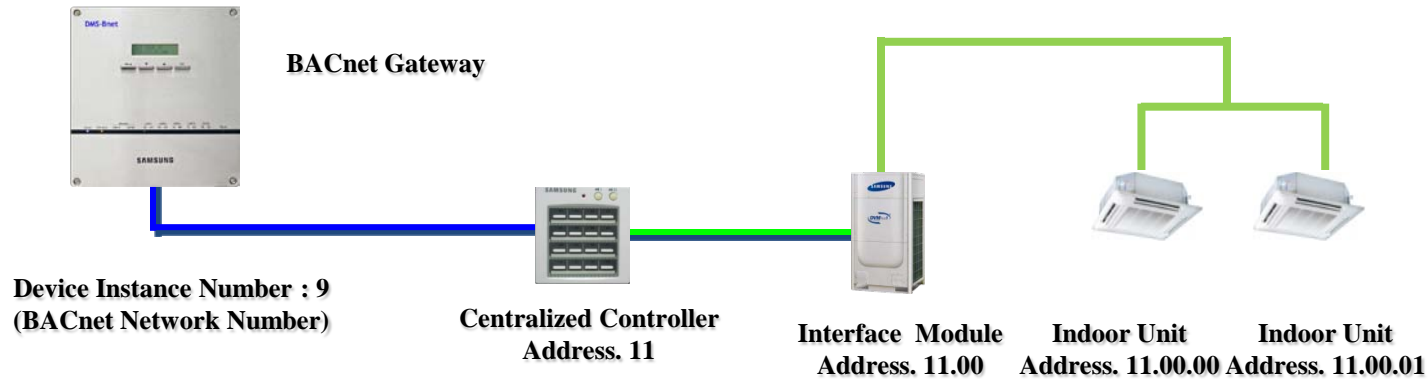 DMS-Bnet
BACnet Gateway
SAMSUNG
SAMSUNG
SAMSUNG
Device Instance Number : 9
(BACnet Network Number)
Centralized Controller
Address. 11
Interface Module
Address. 11.00
Indoor Unit
Address. 11.00.00
Indoor Unit
Address. 11.00.01